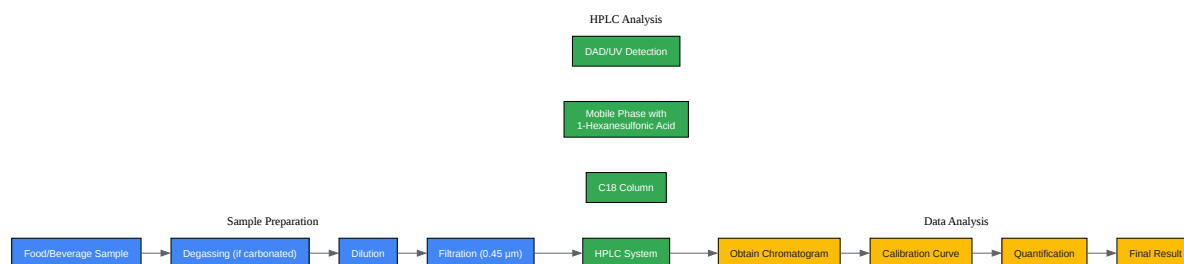 HPLC Analysis
DAD/UV Detection
Mobile Phase with
1-Hexanesulfonic Acid
C18 Column
Sample Preparation
Data Analysis
Food/Beverage Sample
Degassing (if carbonated)
Dilution
Filtration (0.45 µm)
HPLC System
Obtain Chromatogram
Calibration Curve
Quantification
Final Result